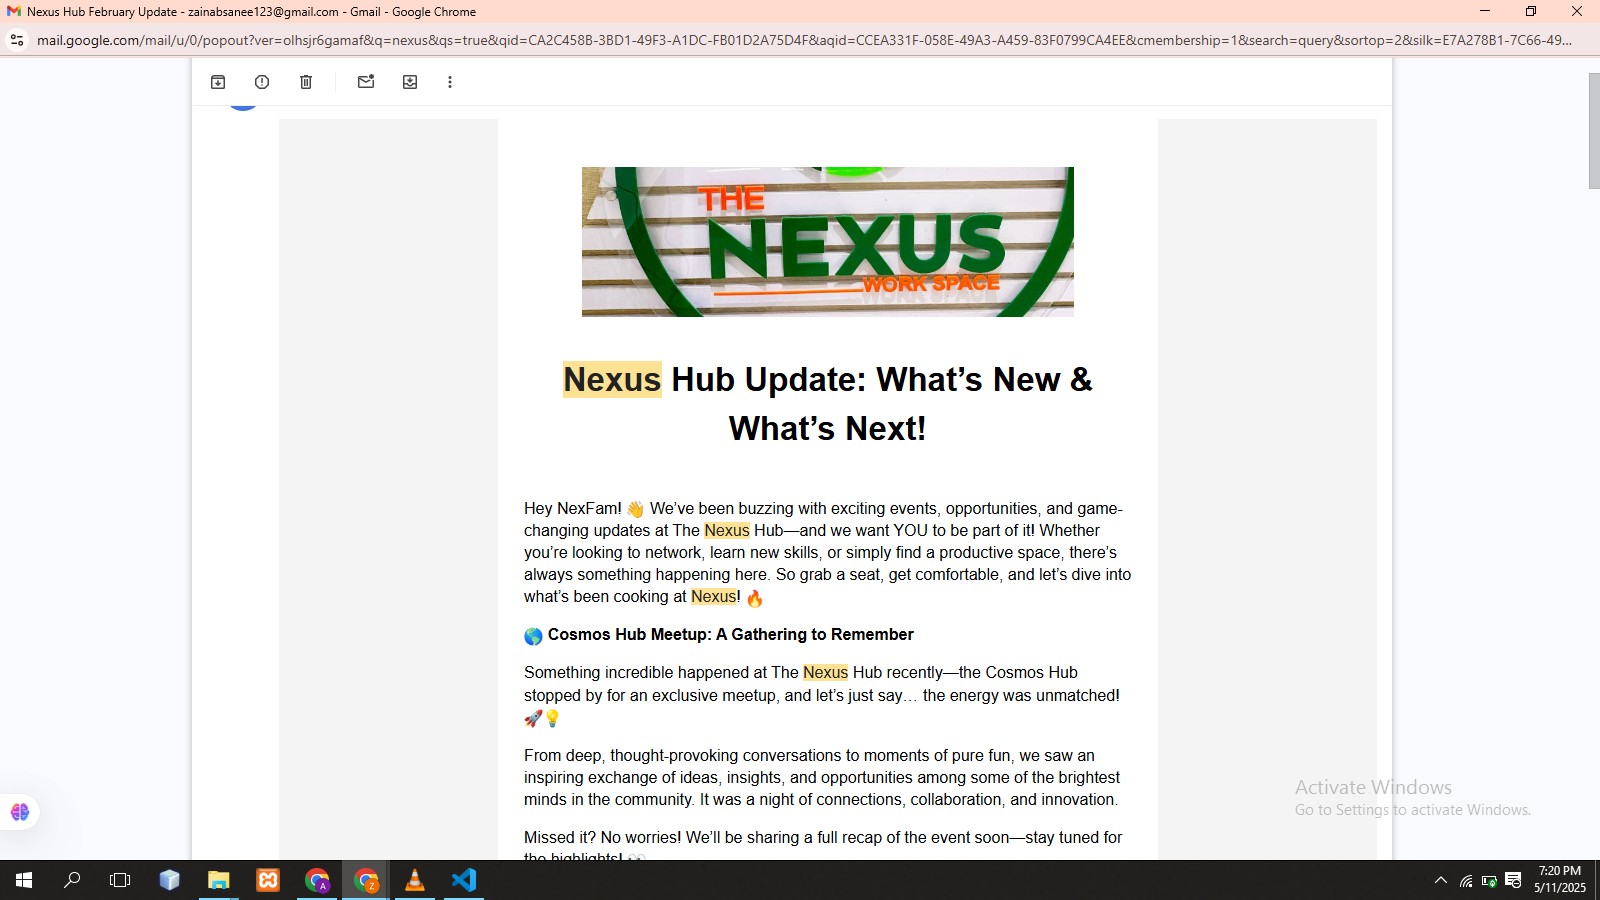 Nexus Hub February Update - zainabsanee123@gmail.com - Gmail - Google Chrome
mail.google.com/mail/u/0/popout?ver=olhsjr6gamaf&q=nexus&qs=true&qid=CA2C458B-3BD1-49F3-A1DC-FB01D2A75D4F&aqid=CCEA331F-058E-49A3-A459-83F0799CA4EE&cmembership=1&search=query&sortop=2&silk=E7A278B1-7C66-49...
THE
NEXUS
WORK SPACE
Nexus Hub Update: What’s New &
What’s Next!
Hey NexFam! 👋 We’ve been buzzing with exciting events, opportunities, and game-
changing updates at The Nexus Hub—and we want YOU to be part of it! Whether
you’re looking to network, learn new skills, or simply find a productive space, there’s
always something happening here. So grab a seat, get comfortable, and let’s dive into
what’s been cooking at Nexus! 🔥
🌎 Cosmos Hub Meetup: A Gathering to Remember
Something incredible happened at The Nexus Hub recently—the Cosmos Hub
stopped by for an exclusive meetup, and let’s just say… the energy was unmatched!
🚀💡
From deep, thought-provoking conversations to moments of pure fun, we saw an
inspiring exchange of ideas, insights, and opportunities among some of the brightest
minds in the community. It was a night of connections, collaboration, and innovation.
Missed it? No worries! We’ll be sharing a full recap of the event soon—stay tuned for
the highlights! 👀
Activate Windows
Go to Settings to activate Windows.
A
Z
7:20 PM
5/11/2025